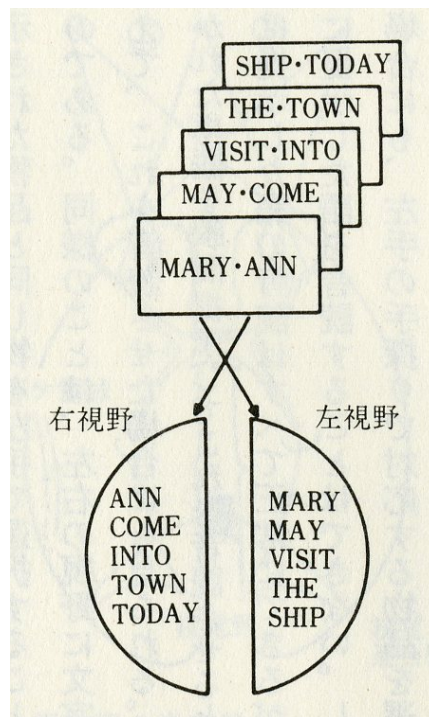 SHIP·TODAY
THE·TOWN
VISIT·INTO
MAY·COME
MARY·ANN
右視野
左視野
ANN
COME
INTO
TOWN
TODAY
MARY
MAY
VISIT
THE
SHIP